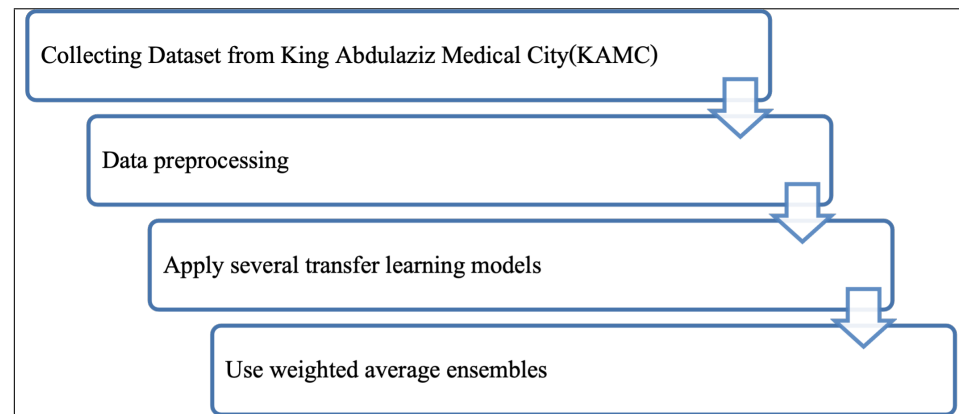 Collecting Dataset from King Abdulaziz Medical City(KAMC)
Data preprocessing
Apply several transfer learning models
Use weighted average ensembles